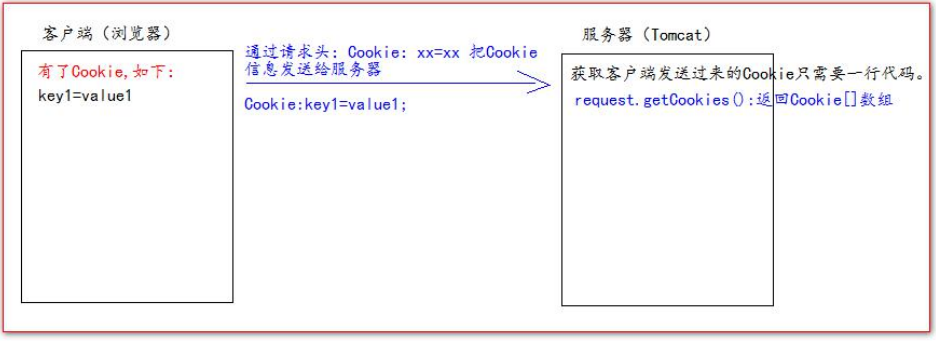 客户端（浏览器）
有了Cookie,如下:
key1=value1
通过请求头: Cookie: xx=xx 把Cookie
信息发送给服务器
Cookie:key1=value1;
服务器（Tomcat）
获取客户端发送过来的Cookie只需要一行代码。
request.getCookies():返回Cookie[]数组